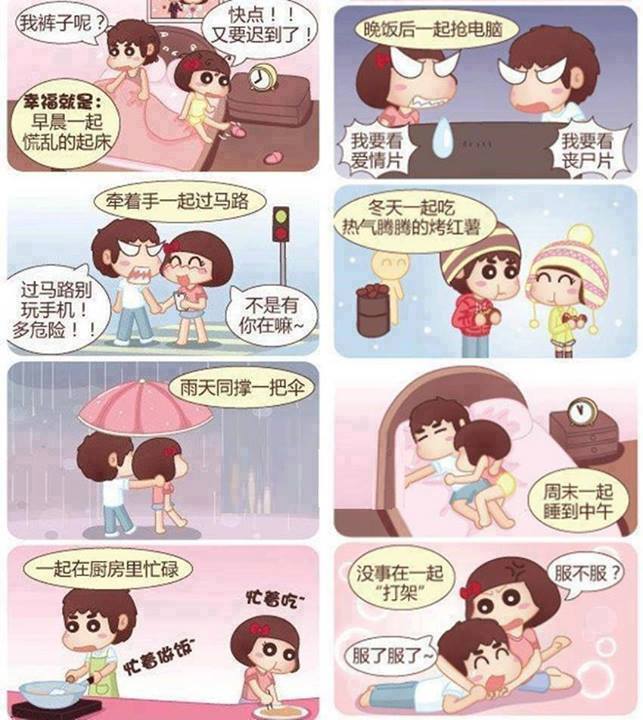 我裤子呢？
快点！！
又要迟到了！
幸福就是：
早晨一起
慌乱的起床
晚饭后一起抢电脑
我要看
爱情片
我要看
丧尸片
牵着手一起过马路
过马路别
玩手机！
多危险！！
不是有
你在嘛~
冬天一起吃
热气腾腾的烤红薯
雨天同撑一把伞
周末一起
睡到中午
一起在厨房里忙碌
忙着做饭~
忙着吃~
没事在一起
“打架”
服不服？
服了服了~